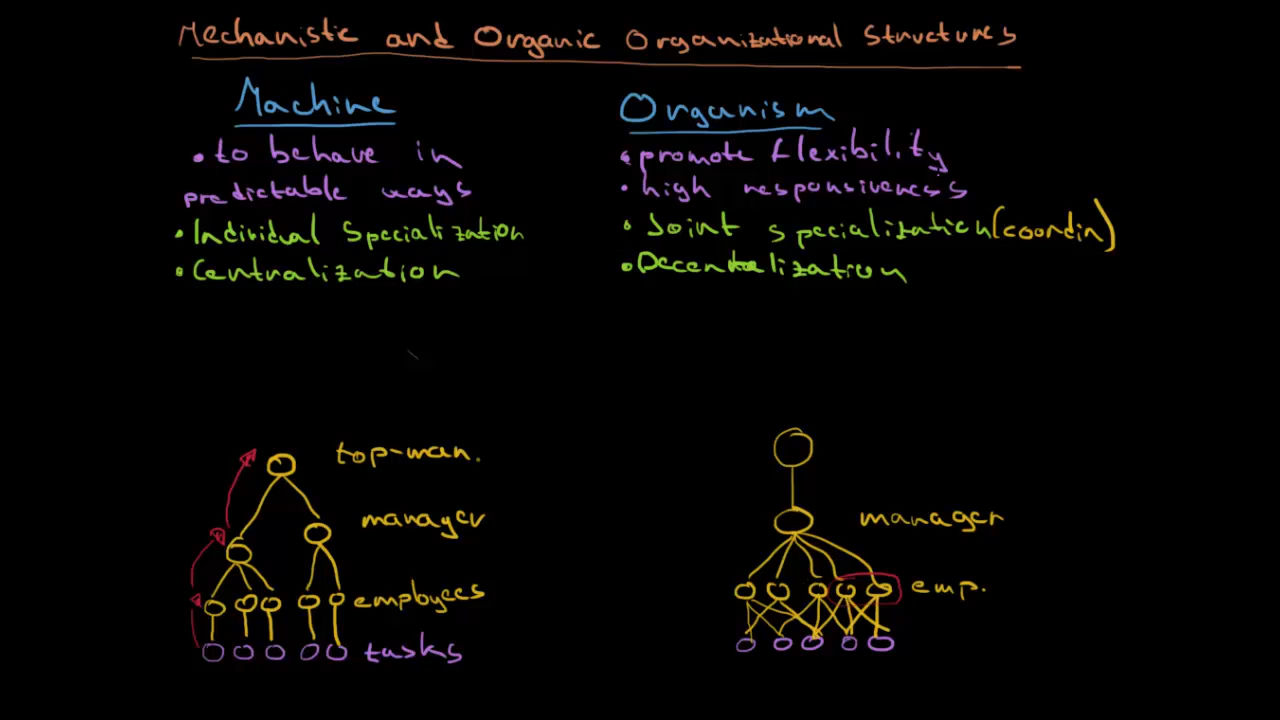 Mechanistic and Organic Organizational Structures
Machine
• to behave in
predictable ways
• Individual Specialization
• Centralization
Organism
• promote flexibility
• high responsiveness
• Joint specialization (coordin)
• Decentralization
top-man.
manager
employees
tasks
manager
emp.